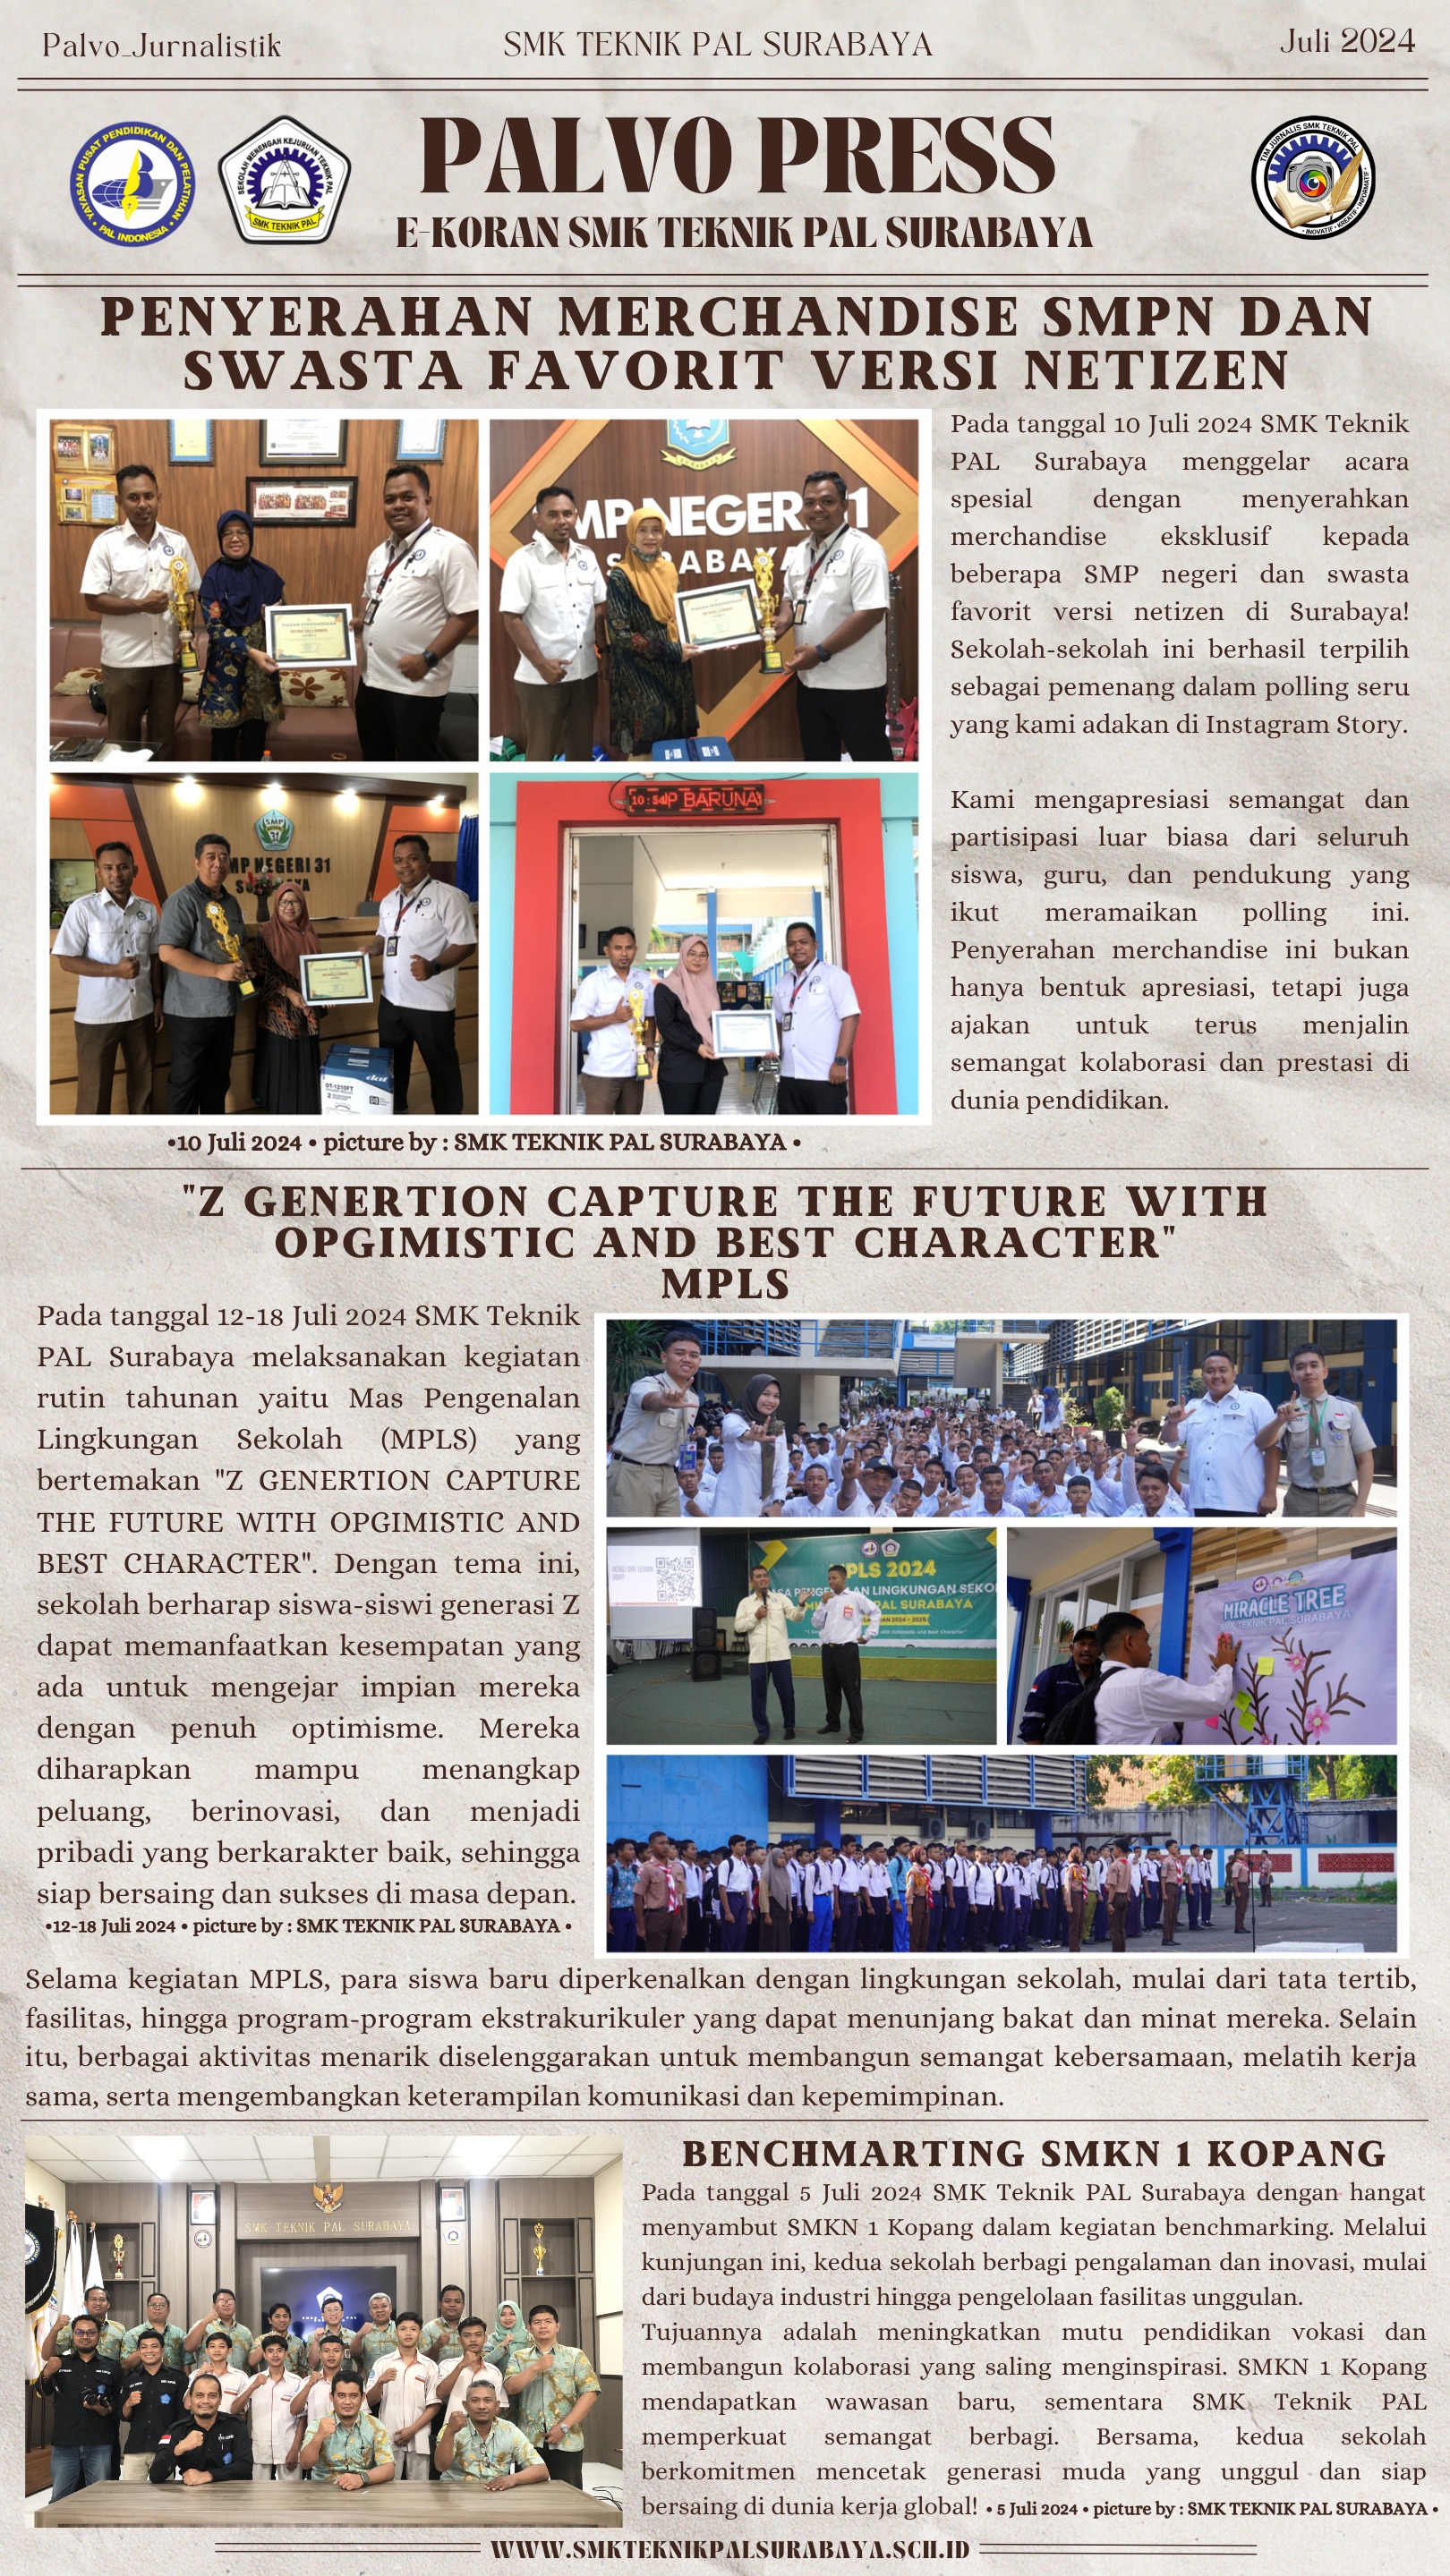 Palvo_Jurnalistik
SMK TEKNIK PAL SURABAYA
Juli 2024
YAYASAN PUSAT PENDIDIKAN DAN PELATIHAN
PAL INDONESIA
SEKOLAH MENENGAH KEJURUAN TEKNIK PAL
SMK TEKNIK PAL
PALVO PRESS
E-KORAN SMK TEKNIK PAL SURABAYA
TIM JURNALIS SMK TEKNIK PAL
• INOVATIF • KREATIF • INFORMATIF •
PENYERAHAN MERCHANDISE SMPN DAN
SWASTA FAVORIT VERSI NETIZEN
MP NEGERI 1
SURABAYA
SMP
MP NEGERI 31
DT-1210FT
10:54 IP BARUNA
Pada tanggal 10 Juli 2024 SMK Teknik
PAL Surabaya menggelar acara
spesial dengan menyerahkan
merchandise eksklusif kepada
beberapa SMP negeri dan swasta
favorit versi netizen di Surabaya!
Sekolah-sekolah ini berhasil terpilih
sebagai pemenang dalam polling seru
yang kami adakan di Instagram Story.
Kami mengapresiasi semangat dan
partisipasi luar biasa dari seluruh
siswa, guru, dan pendukung yang
ikut meramaikan polling ini.
Penyerahan merchandise ini bukan
hanya bentuk apresiasi, tetapi juga
ajakan untuk terus menjalin
semangat kolaborasi dan prestasi di
dunia pendidikan.
•10 Juli 2024 • picture by : SMK TEKNIK PAL SURABAYA •
"Z GENERTION CAPTURE THE FUTURE WITH
OPGIMISTIC AND BEST CHARACTER"
MPLS
Pada tanggal 12-18 Juli 2024 SMK Teknik
PAL Surabaya melaksanakan kegiatan
rutin tahunan yaitu Mas Pengenalan
Lingkungan Sekolah (MPLS) yang
bertemakan "Z GENERTION CAPTURE
THE FUTURE WITH OPGIMISTIC AND
BEST CHARACTER". Dengan tema ini,
sekolah berharap siswa-siswi generasi Z
dapat memanfaatkan kesempatan yang
ada untuk mengejar impian mereka
dengan penuh optimisme. Mereka
diharapkan mampu menangkap
peluang, berinovasi, dan menjadi
pribadi yang berkarakter baik, sehingga
siap bersaing dan sukses di masa depan.
•12-18 Juli 2024 • picture by : SMK TEKNIK PAL SURABAYA •
PLS 2024
LINGKUNGAN SEKO
PAL SURABAYA
MIRACLE TREE
SMK TEKNIK PAL SURABAYA
Selama kegiatan MPLS, para siswa baru diperkenalkan dengan lingkungan sekolah, mulai dari tata tertib,
fasilitas, hingga program-program ekstrakurikuler yang dapat menunjang bakat dan minat mereka. Selain
itu, berbagai aktivitas menarik diselenggarakan untuk membangun semangat kebersamaan, melatih kerja
sama, serta mengembangkan keterampilan komunikasi dan kepemimpinan.
SMK TEKNIK PAL SURABAYA
BENCHMARTING SMKN 1 KOPANG
Pada tanggal 5 Juli 2024 SMK Teknik PAL Surabaya dengan hangat
menyambut SMKN 1 Kopang dalam kegiatan benchmarking. Melalui
kunjungan ini, kedua sekolah berbagi pengalaman dan inovasi, mulai
dari budaya industri hingga pengelolaan fasilitas unggulan.
Tujuannya adalah meningkatkan mutu pendidikan vokasi dan
membangun kolaborasi yang saling menginspirasi. SMKN 1 Kopang
mendapatkan wawasan baru, sementara SMK Teknik PAL
memperkuat semangat berbagi. Bersama, kedua sekolah
berkomitmen mencetak generasi muda yang unggul dan siap
bersaing di dunia kerja global! • 5 Juli 2024 • picture by : SMK TEKNIK PAL SURABAYA •
WWW.SMKTEKNIKPALSURABAYA.SCH.ID